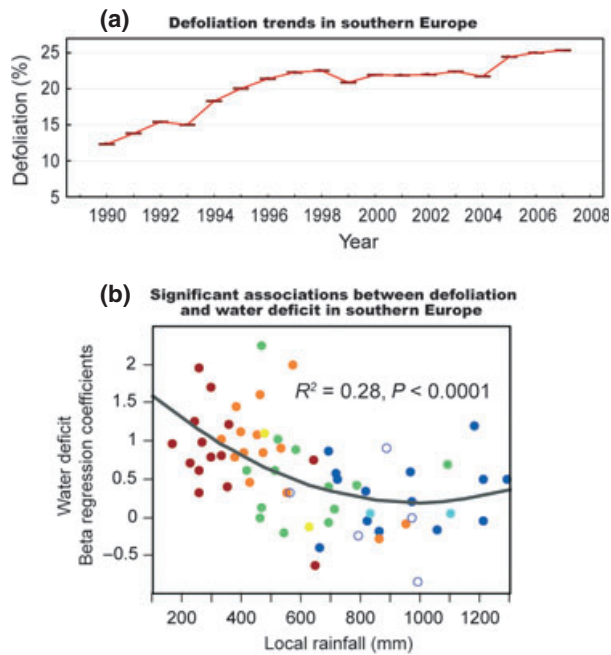 (a) Defoliation trends in southern Europe
Defoliation (%)
25
20
15
10
5
1990 1992 1994 1996 1998 2000 2002 2004 2006 2008
Year
(b) Significant associations between defoliation
and water deficit in southern Europe
Water deficit
Beta regression coefficients
2
1.5
1
0.5
0
−0.5
R² = 0.28, P < 0.0001
200 400 600 800 1000 1200
Local rainfall (mm)